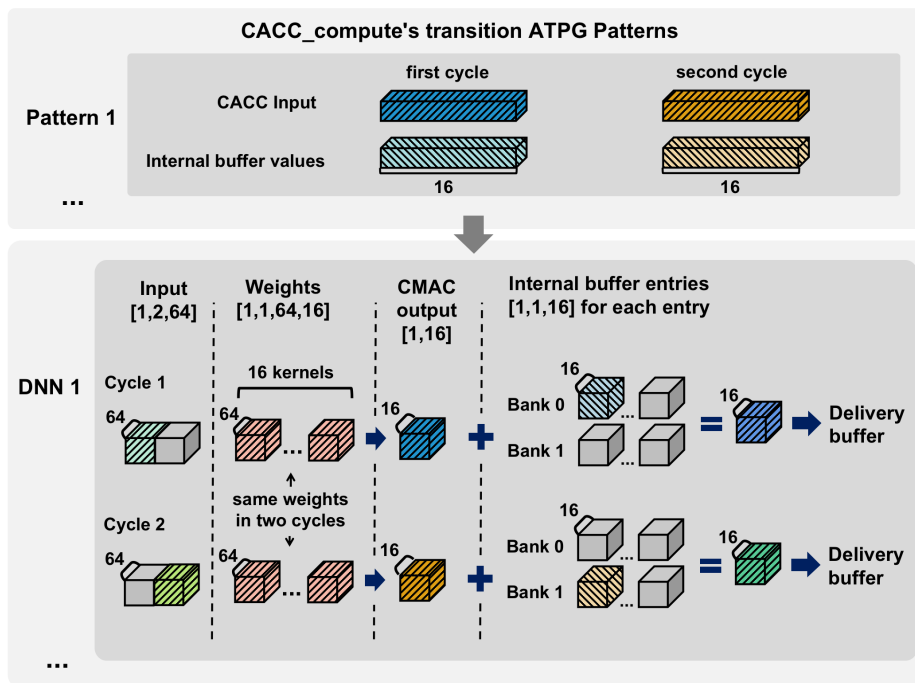 CACC_compute's transition ATPG Patterns
first cycle
second cycle
CACC Input
Pattern 1
Internal buffer values
16
16
...
Input
[1,2,64]
Weights
[1,1,64,16]
CMAC
output
[1,16]
Internal buffer entries
[1,1,16] for each entry
DNN 1
Cycle 1
64
16 kernels
64
...
16
16
Bank 0
...
Bank 1
...
=
16
Delivery
buffer
same weights
in two cycles
Cycle 2
64
64
...
16
16
Bank 0
...
Bank 1
...
=
16
Delivery
buffer
...